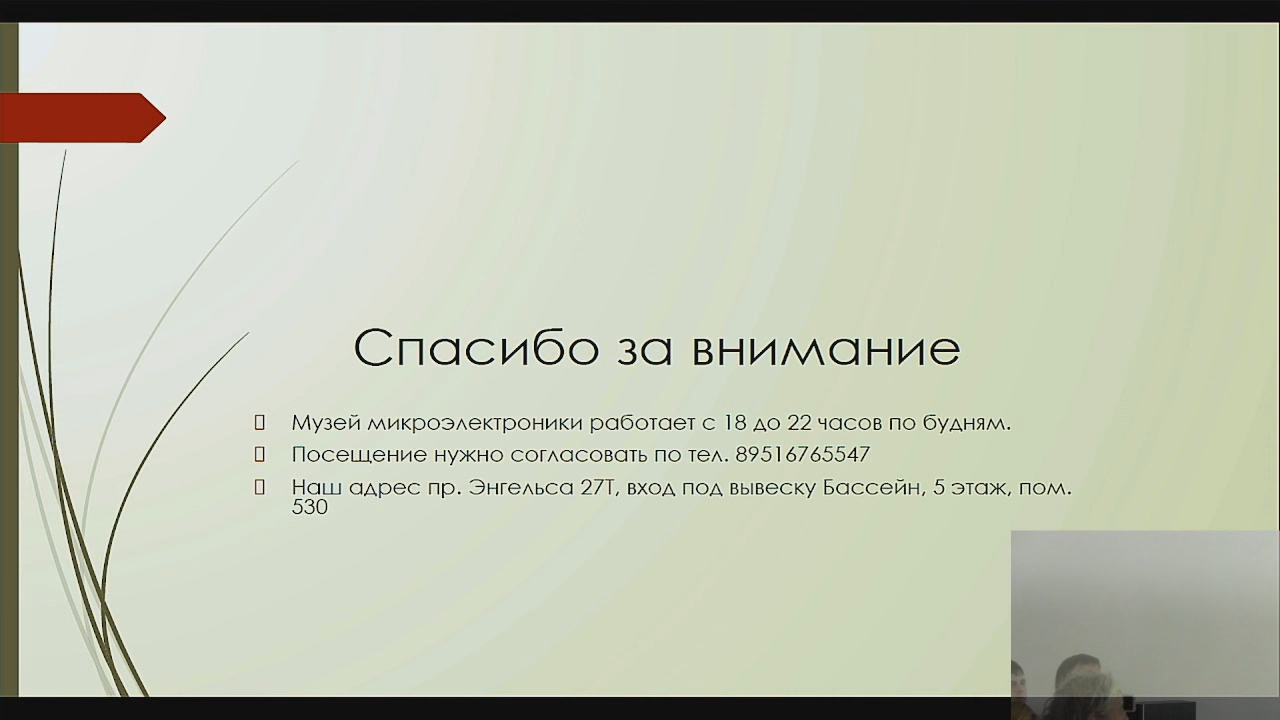 Спасибо за внимание
Музей микроэлектроники работает с 18 до 22 часов по будням.
Посещение нужно согласовать по тел. 89516765547
Наш адрес пр. Энгельса 27Т, вход под вывеску Бассейн, 5 этаж, пом.
530